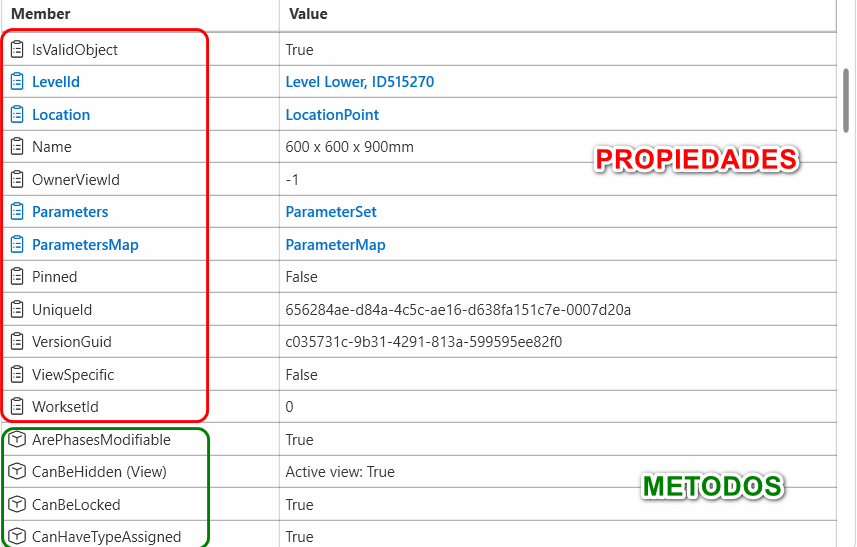 Member Value
IsValidObject True
LevelId Level Lower, ID515270
Location LocationPoint
Name 600 x 600 x 900mm
PROPIEDADES
OwnerViewId -1
Parameters ParameterSet
ParametersMap ParameterMap
Pinned False
UniqueId 656284ae-d84a-4c5c-ae16-d638fa151c7e-0007d20a
VersionGuid c035731c-9b31-4291-813a-599595ee82f0
ViewSpecific False
WorksetId 0
ArePhasesModifiable True
CanBeHidden (View) Active view: True
METODOS
CanBeLocked True
CanHaveTypeAssigned True